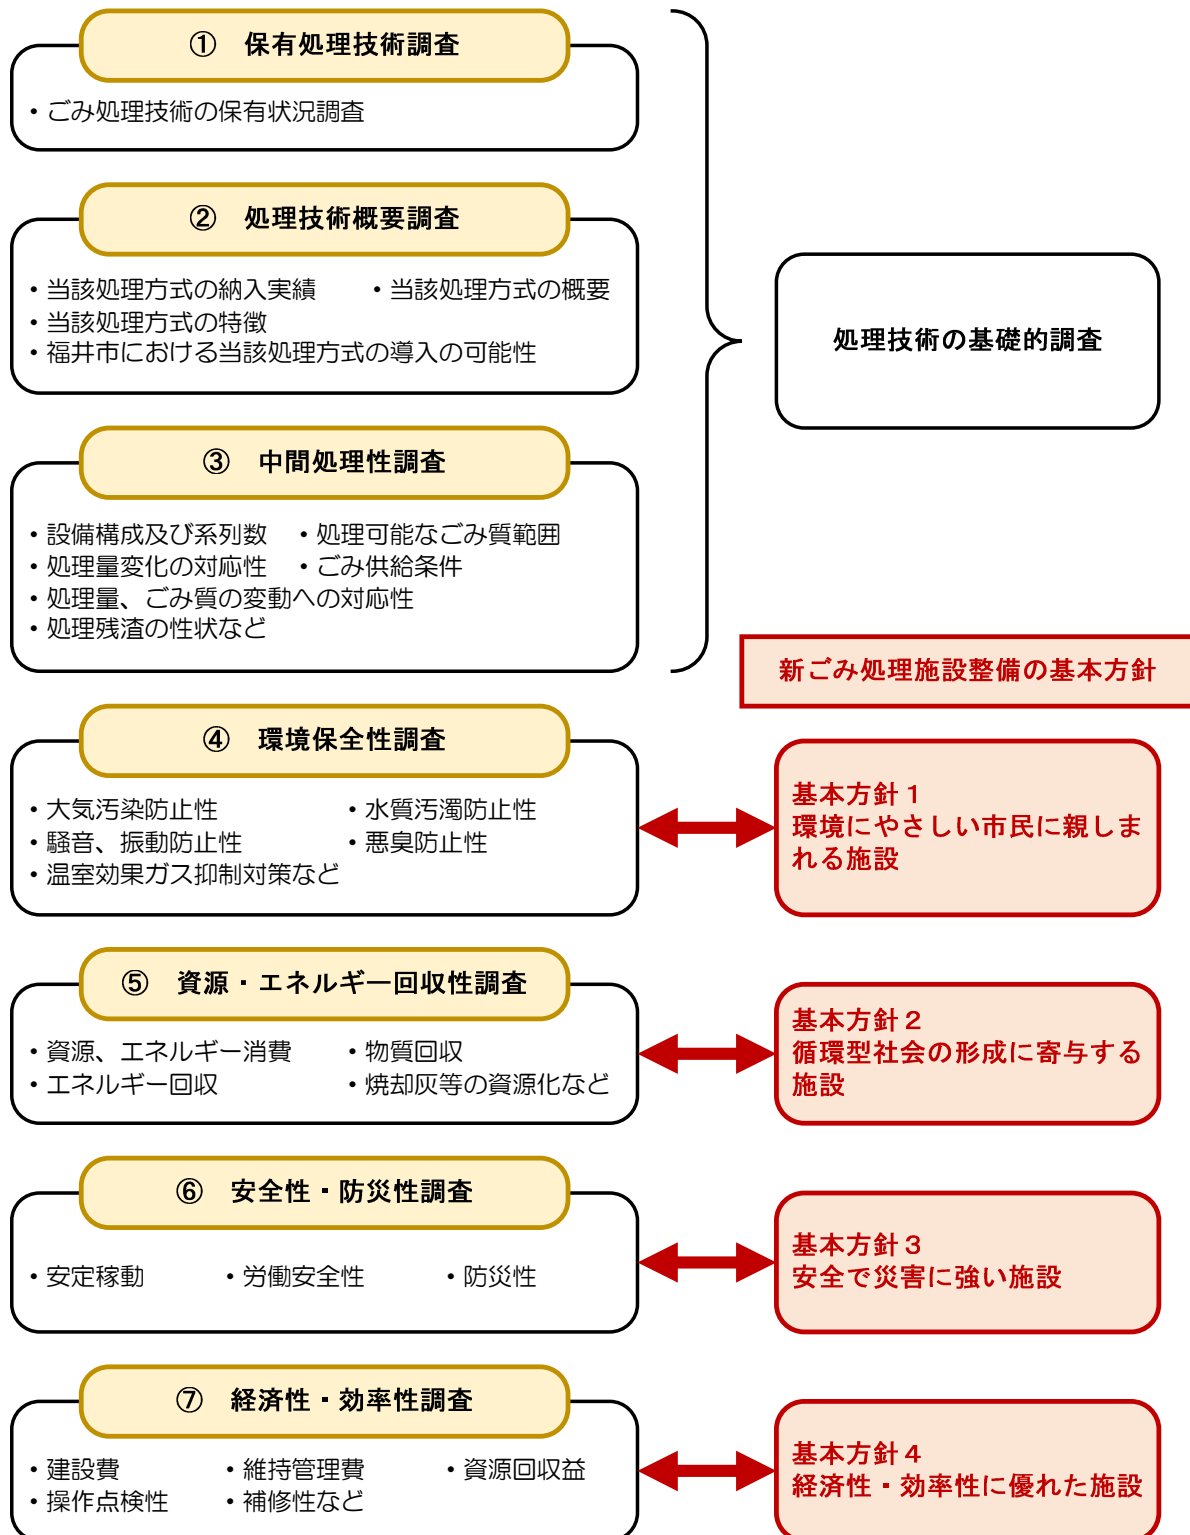 ① 保有処理技術調査
・ごみ処理技術の保有状況調査
② 処理技術概要調査
・当該処理方式の納入実績 ・当該処理方式の概要
・当該処理方式の特徴
・福井市における当該処理方式の導入の可能性
③ 中間処理性調査
・設備構成及び系列数 ・処理可能なごみ質範囲
・処理量変化の対応性 ・ごみ供給条件
・処理量、ごみ質の変動への対応性
・処理残渣の性状など
処理技術の基礎的調査
新ごみ処理施設整備の基本方針
④ 環境保全性調査
・大気汚染防止性 ・水質汚濁防止性
・騒音、振動防止性 ・悪臭防止性
・温室効果ガス抑制対策など
基本方針１
環境にやさしい市民に親しま
れる施設
⑤ 資源・エネルギー回収性調査
・資源、エネルギー消費 ・物質回収
・エネルギー回収 ・焼却灰等の資源化など
基本方針２
循環型社会の形成に寄与する
施設
⑥ 安全性・防災性調査
・安定稼動 ・労働安全性 ・防災性
基本方針３
安全で災害に強い施設
⑦ 経済性・効率性調査
・建設費 ・維持管理費 ・資源回収益
・操作点検性 ・補修性など
基本方針４
経済性・効率性に優れた施設